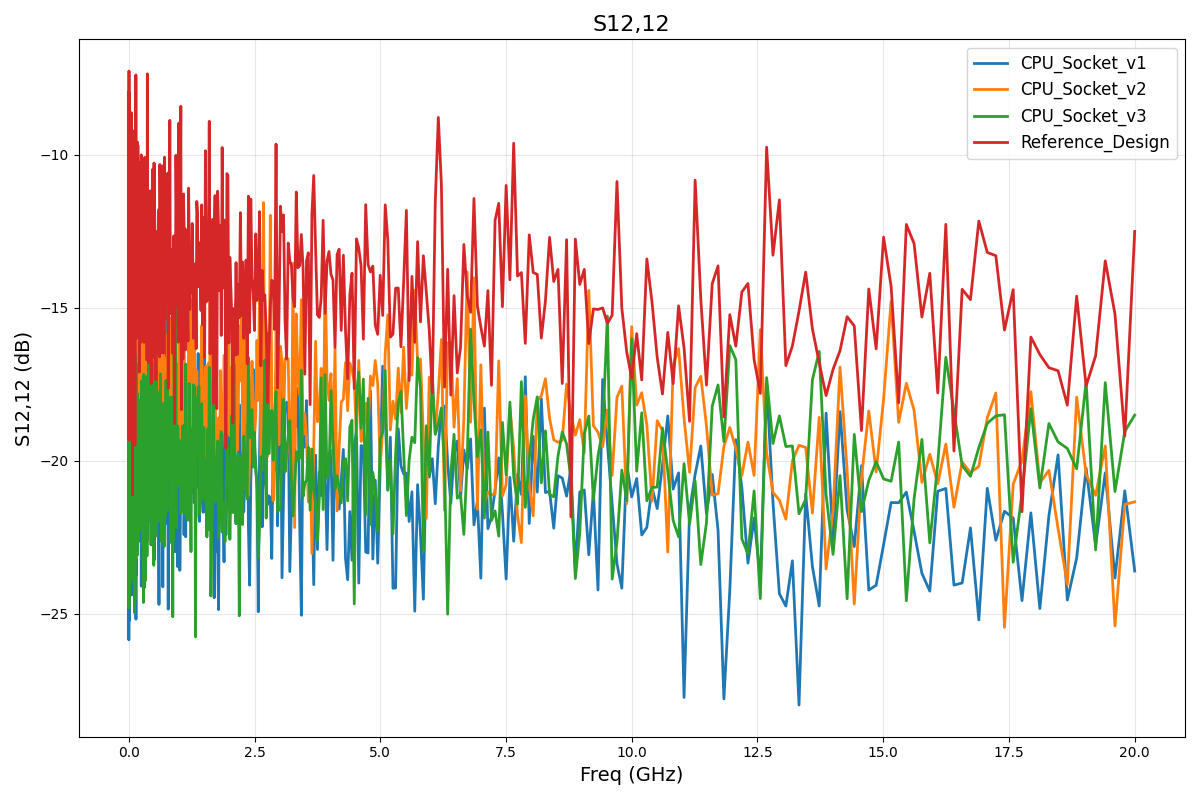 S12,12
CPU_Socket_v1
CPU_Socket_v2
CPU_Socket_v3
Reference_Design
S12,12 (dB)
−10
−15
−20
−25
0.0 2.5 5.0 7.5 10.0 12.5 15.0 17.5 20.0
Freq (GHz)